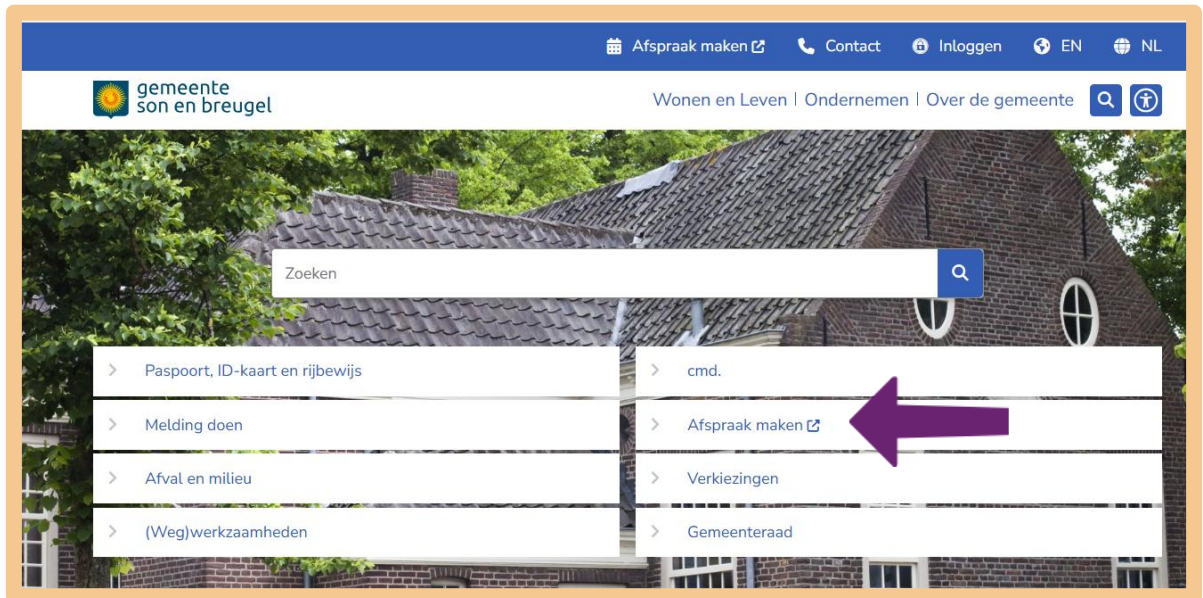 Afspraak maken Contact Inloggen EN NL
gemeente
son en breugel
Wonen en Leven | Ondernemen | Over de gemeente
Zoeken
Paspoort, ID-kaart en rijbewijs
cmd.
Melding doen
Afspraak maken
Afval en milieu
Verkiezingen
(Weg)werkzaamheden
Gemeenteraad